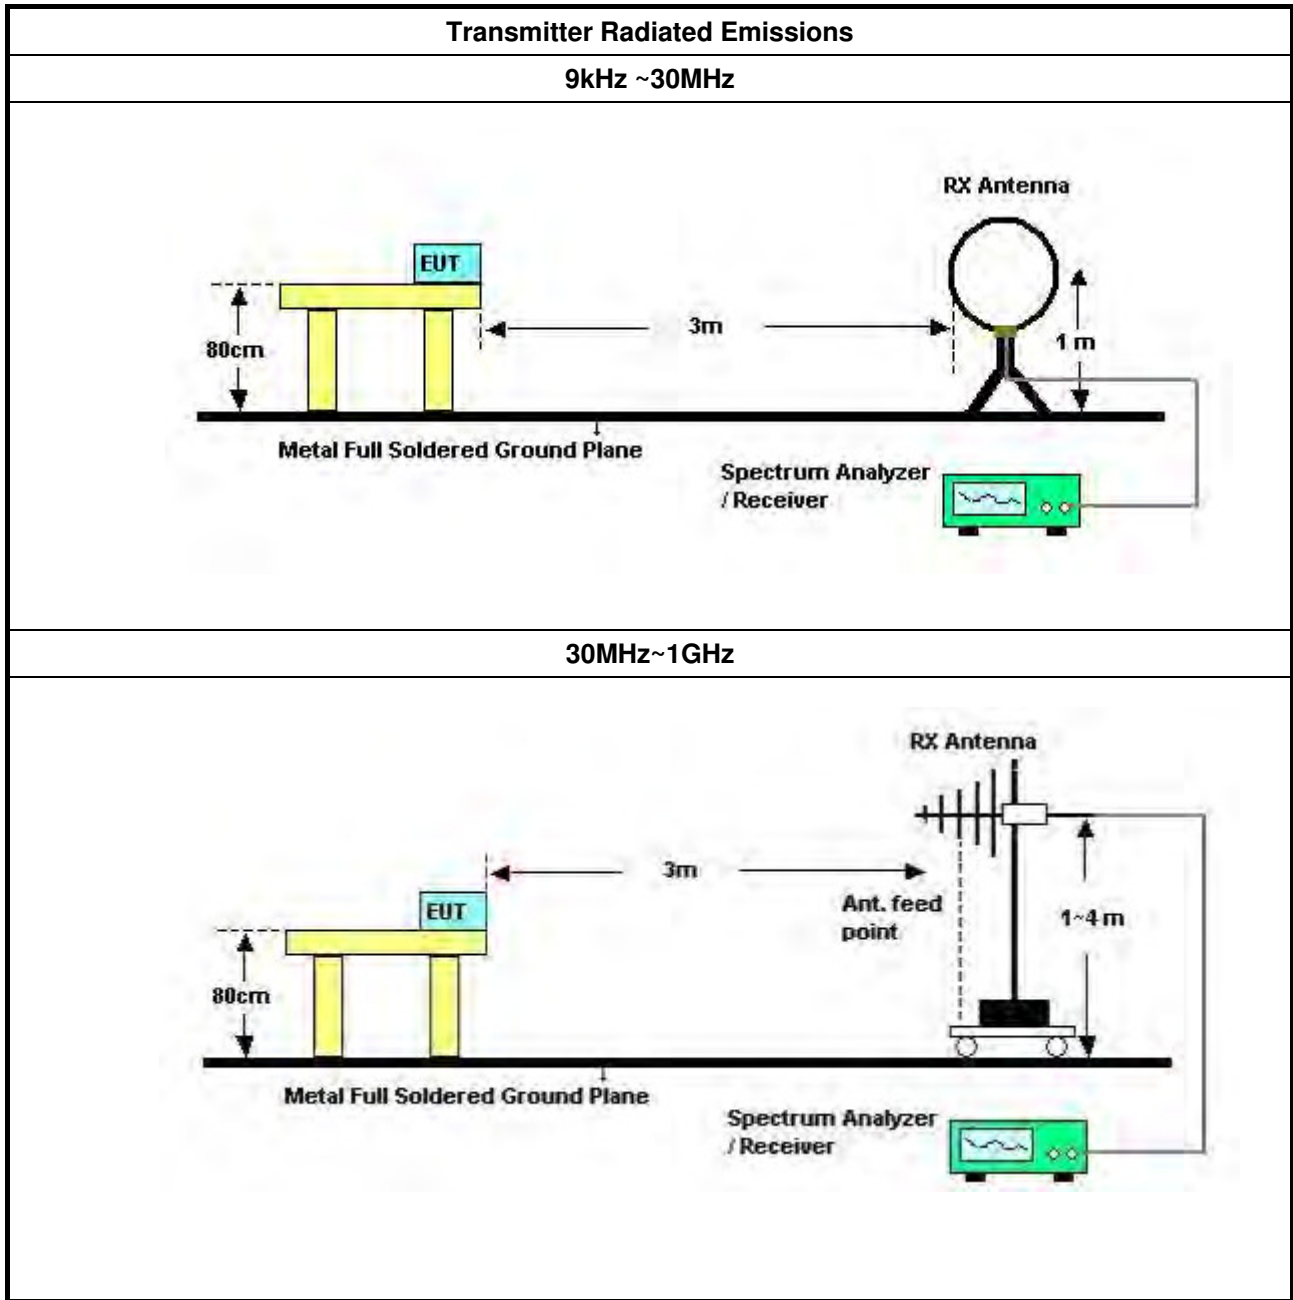 Transmitter Radiated Emissions
9kHz ~30MHz
RX Antenna
EUT
3m
80cm
1 m
Metal Full Soldered Ground Plane
Spectrum Analyzer
/ Receiver
30MHz~1GHz
RX Antenna
3m
EUT
Ant. feed
point
1~4 m
80cm
Metal Full Soldered Ground Plane
Spectrum Analyzer
/ Receiver